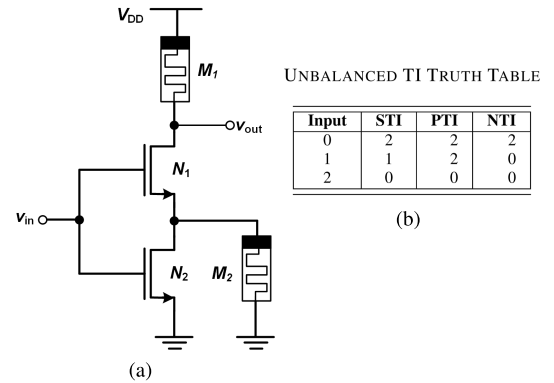 VDD
M1
vout
N1
vin
N2
M2
(a)
UNBALANCED TI TRUTH TABLE
Input STI PTI NTI
0 2 2 2
1 1 2 0
2 0 0 0
(b)